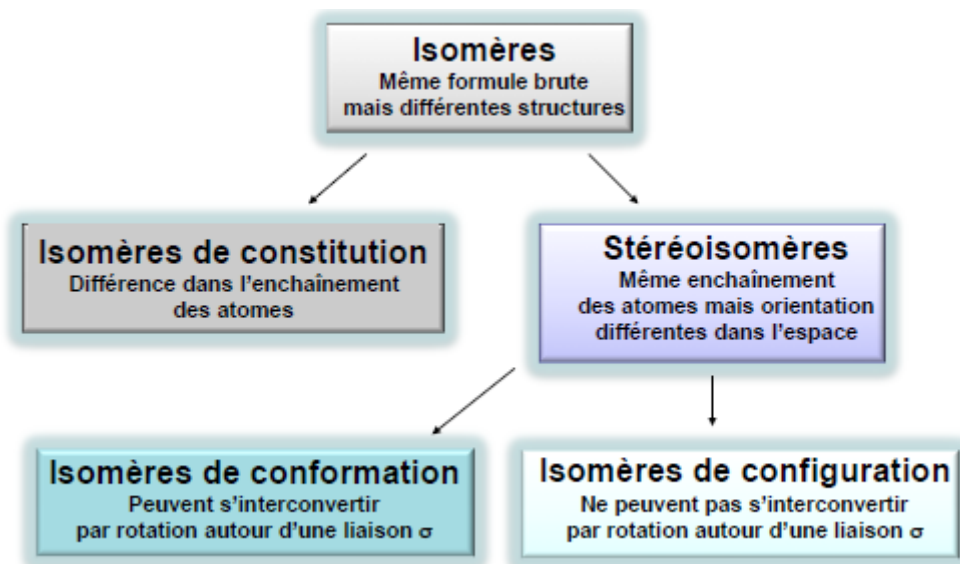 Isomères
Même formule brute
mais différentes structures
Isomères de constitution
Différence dans l'enchaînement
des atomes
Stéréoisomères
Même enchaînement
des atomes mais orientation
différentes dans l'espace
Isomères de conformation
Peuvent s'interconvertir
par rotation autour d'une liaison σ
Isomères de configuration
Ne peuvent pas s'interconvertir
par rotation autour d'une liaison σ